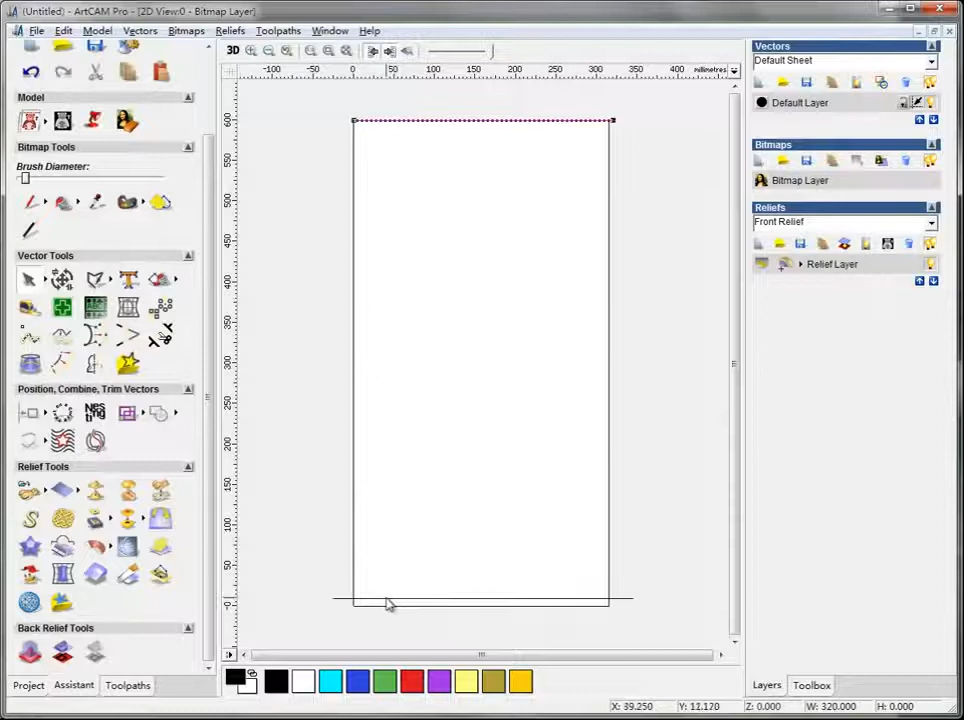 (Untitled) - ArtCAM Pro - [2D View:0 - Bitmap Layer]
File Edit Model Vectors Bitmaps Reliefs Toolpaths Window Help
3D
Model
Bitmap Tools
Brush Diameter:
Vector Tools
Position, Combine, Trim Vectors
Relief Tools
Back Relief Tools
Project Assistant Toolpaths
-100 -50 0 50 100 150 200 250 300 350 400 millimetres
600
550
500
450
400
350
300
250
200
150
100
50
-0
Vectors
Default Sheet
Default Layer
Bitmaps
Bitmap Layer
Reliefs
Front Relief
Relief Layer
Layers Toolbox
X: 39.250 Y: 12.120 Z: 0.000 W: 320.000 H: 0.000